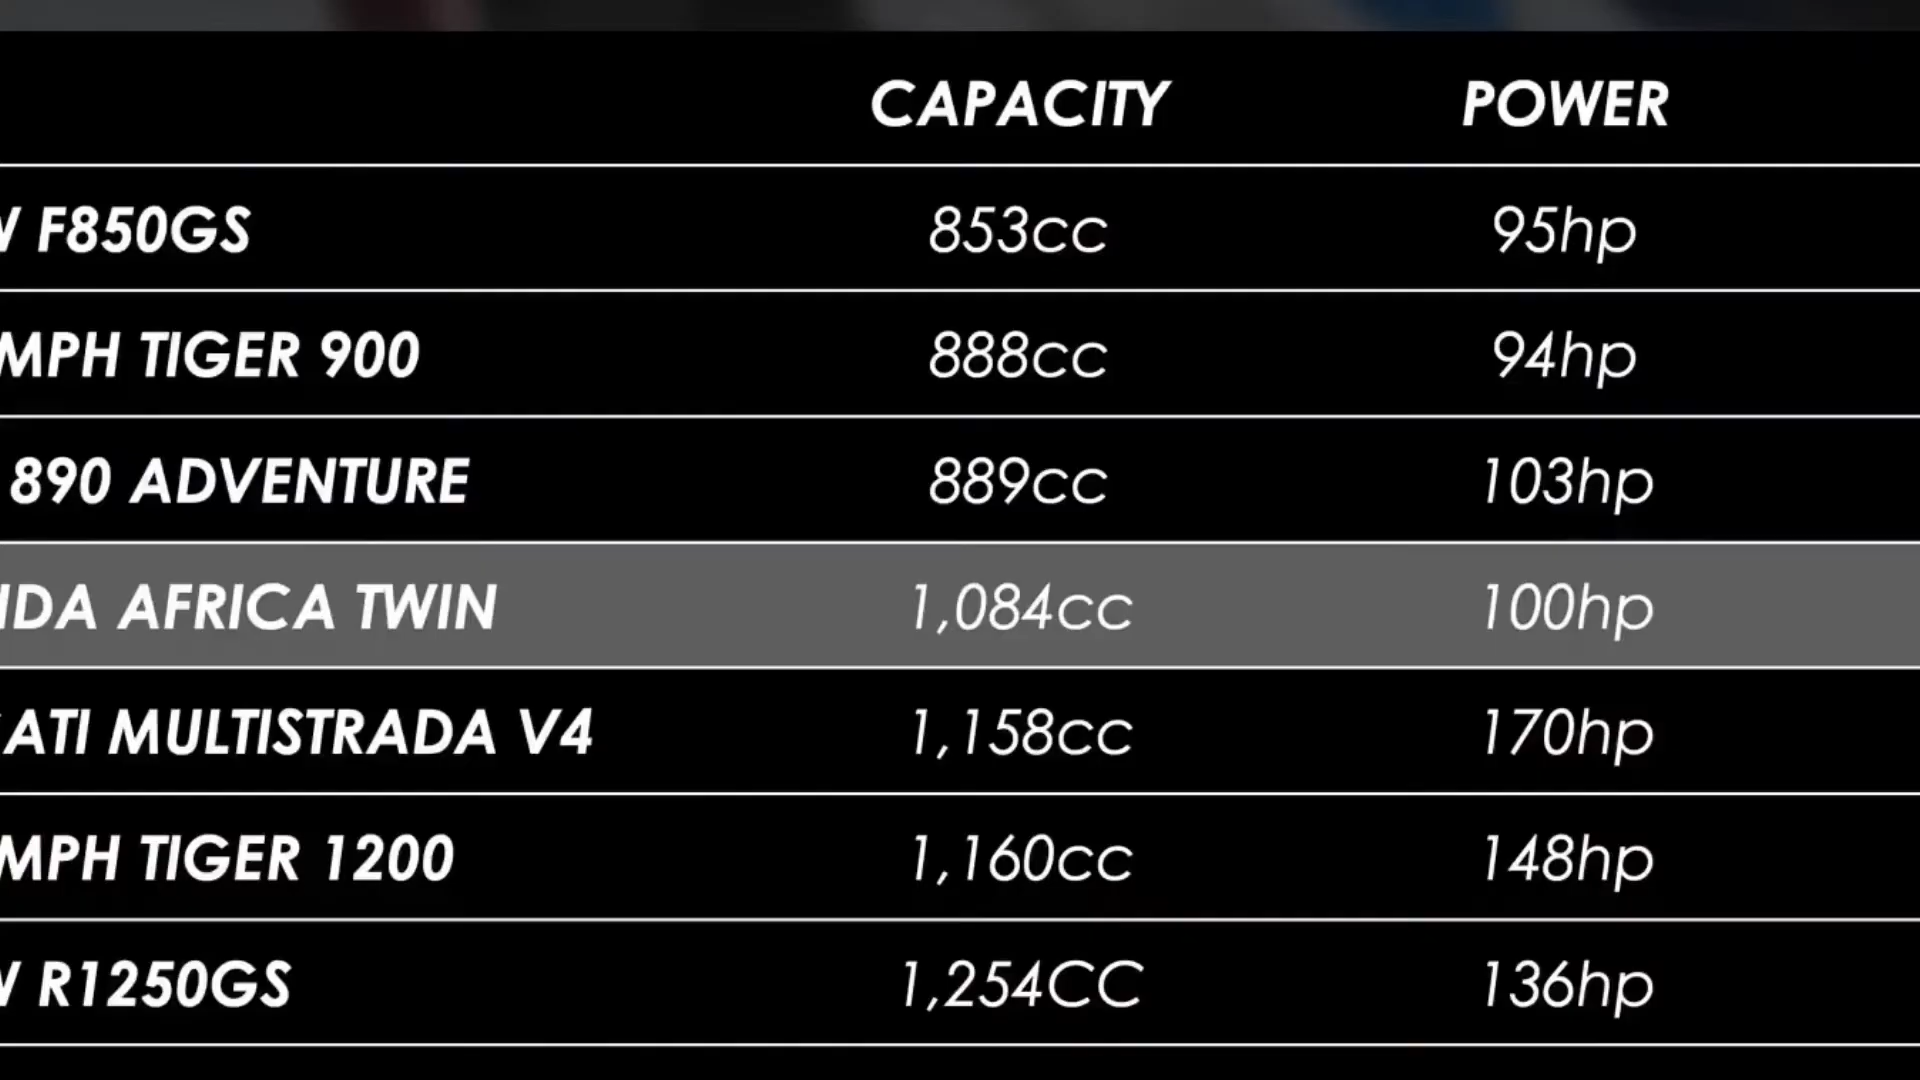 CAPACITY POWER
F850GS 853cc 95hp
MPH TIGER 900 888cc 94hp
890 ADVENTURE 889cc 103hp
DA AFRICA TWIN 1,084cc 100hp
ATI MULTISTRADA V4 1,158cc 170hp
MPH TIGER 1200 1,160cc 148hp
R1250GS 1,254CC 136hp